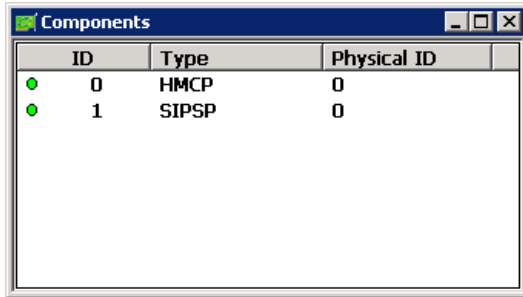 Components
ID Type Physical ID
0 HMCP 0
1 SIPSP 0